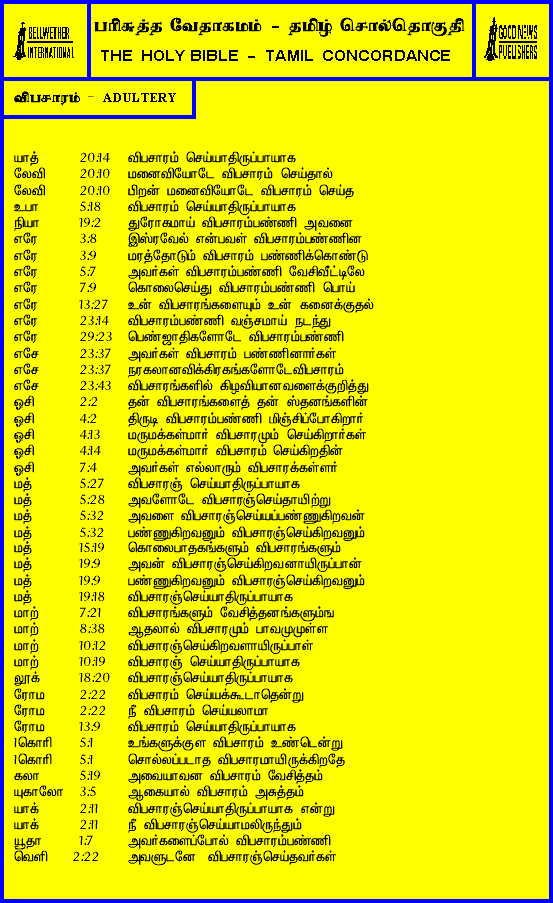 BELLWETHER INTERNATIONAL
பரிசுத்த வேதாகமம் - தமிழ் சொல்தொகுதி
THE HOLY BIBLE - TAMIL CONCORDANCE
GOOD NEWS PUBLISHERS
விபசாரம் - ADULTERY
யாத் 20:14 விபசாரம் செய்யாதிருப்பாயாக
லேவி 20:10 மனைவியோடே விபசாரம் செய்தால்
லேவி 20:10 பிறன் மனைவியோடே விபசாரம் செய்த
உபா 5:18 விபசாரம் செய்யாதிருப்பாயாக
நியா 19:2 துரோகமாய் விபசாரம்பண்ணி அவனை
எரே 3:8 இஸ்ரவேல் என்பவள் விபசாரம்பண்ணின
எரே 3:9 மரத்தோடும் விபசாரம் பண்ணிக்கொண்டு
எரே 5:7 அவர்கள் விபசாரம்பண்ணி வேசிவீட்டிலே
எரே 7:9 கொலைசெய்து விபசாரம்பண்ணி பொய்
எரே 13:27 உன் விபசாரங்களையும் உன் கனைக்குதல்
எரே 23:14 விபசாரம்பண்ணி வஞ்சமாய் நடந்து
எரே 29:23 பெண்ஜாதிகளோடே விபசாரம்பண்ணி
எசே 23:37 அவர்கள் விபசாரம் பண்ணினார்கள்
எசே 23:37 நரகலானவிக்கிரகங்களோடேவிபசாரம்
எசே 23:43 விபசாரங்களில் கிழவியானவளைக்குறித்து
ஓசி 2:2 தன் விபசாரங்களைத் தன் ஸ்தனங்களின்
ஓசி 4:2 திருடி விபசாரம்பண்ணி மிஞ்சிப்போகிறார்
ஓசி 4:13 மருமக்கள்மார் விபசாரமும் செய்கிறார்கள்
ஓசி 4:14 மருமக்கள்மார் விபசாரம் செய்கிறதின்
ஓசி 7:4 அவர்கள் எல்லாரும் விபசாரக்கள்ளர்
மத் 5:27 விபசாரஞ் செய்யாதிருப்பாயாக
மத் 5:28 அவளோடே விபசாரஞ்செய்தாயிற்று
மத் 5:32 அவளை விபசாரஞ்செய்யப்பண்ணுகிறவன்
மத் 5:32 பண்ணுகிறவனும் விபசாரஞ்செய்கிறவனும்
மத் 15:19 கொலைபாதகங்களும் விபசாரங்களும்
மத் 19:9 அவன் விபசாரஞ்செய்கிறவனாயிருப்பான்
மத் 19:9 பண்ணுகிறவனும் விபசாரஞ்செய்கிறவனும்
மத் 19:18 விபசாரஞ்செய்யாதிருப்பாயாக
மாற் 7:21 விபசாரங்களும் வேசித்தனங்களும்ங
மாற் 8:38 ஆதலால் விபசாரமும் பாவமுமுள்ள
மாற் 10:12 விபசாரஞ்செய்கிறவளாயிருப்பாள்
மாற் 10:19 விபசாரஞ் செய்யாதிருப்பாயாக
லூக் 18:20 விபசாரஞ்செய்யாதிருப்பாயாக
ரோம 2:22 விபசாரம் செய்யக்கூடாதென்று
ரோம 2:22 நீ விபசாரம் செய்யலாமா
ரோம 13:9 விபசாரம் செய்யாதிருப்பாயாக
1கொரி 5:1 உங்களுக்குள விபசாரம் உண்டென்று
1கொரி 5:1 சொல்லப்படாத விபசாரமாயிருக்கிறதே
கலா 5:19 அவையாவன விபசாரம் வேசித்தம்
யுகாலோ 3:5 ஆகையால் விபசாரம் அசுத்தம்
யாக் 2:11 விபசாரஞ்செய்யாதிருப்பாயாக என்று
யாக் 2:11 நீ விபசாரஞ்செய்யாமலிருந்தும்
யூதா 1:7 அவர்களைப்போல் விபசாரம்பண்ணி
வெளி 2:22 அவளுடனே விபசாரஞ்செய்தவர்கள்